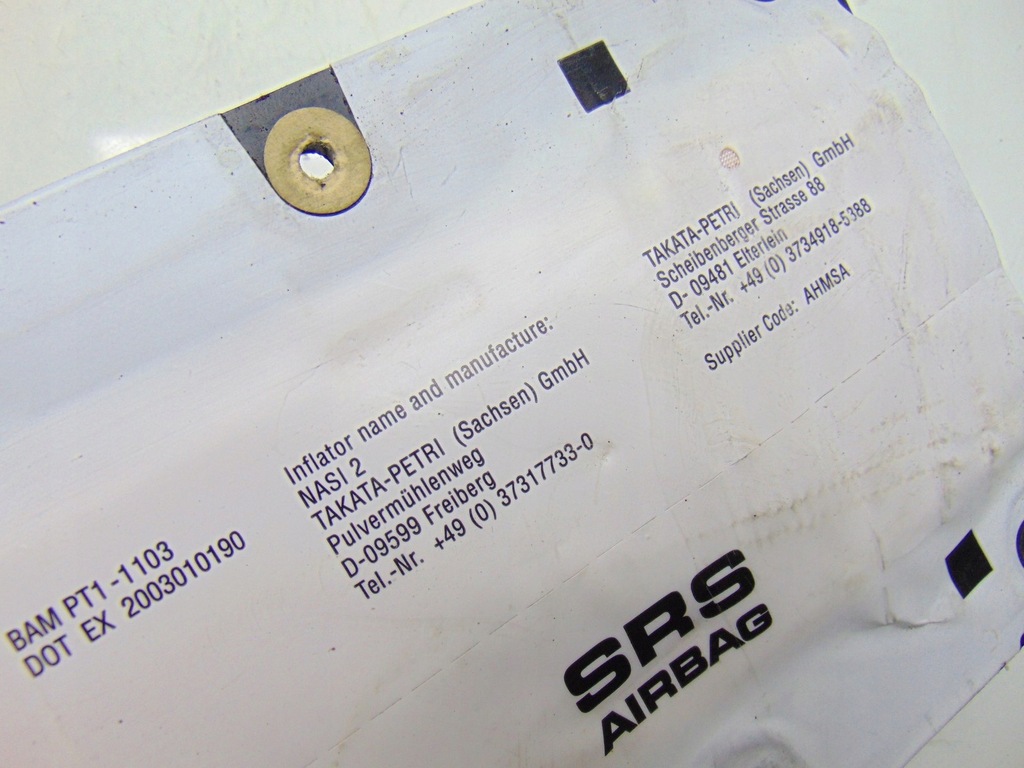 TAKATA-PETRI (Sachsen) GmbH
Scheibenberger Strasse 88
D- 09481 Elterlein
Tel.-Nr. +49 (0) 3734918-5388
Supplier Code: AHMSA
Inflator name and manufacture:
NASI 2
TAKATA-PETRI (Sachsen) GmbH
Pulvermühlenweg
D-09599 Freiberg
Tel.-Nr. +49 (0) 37317733-0
BAM PT1 -1103
DOT EX 2003010190
SRS
AIRBAG